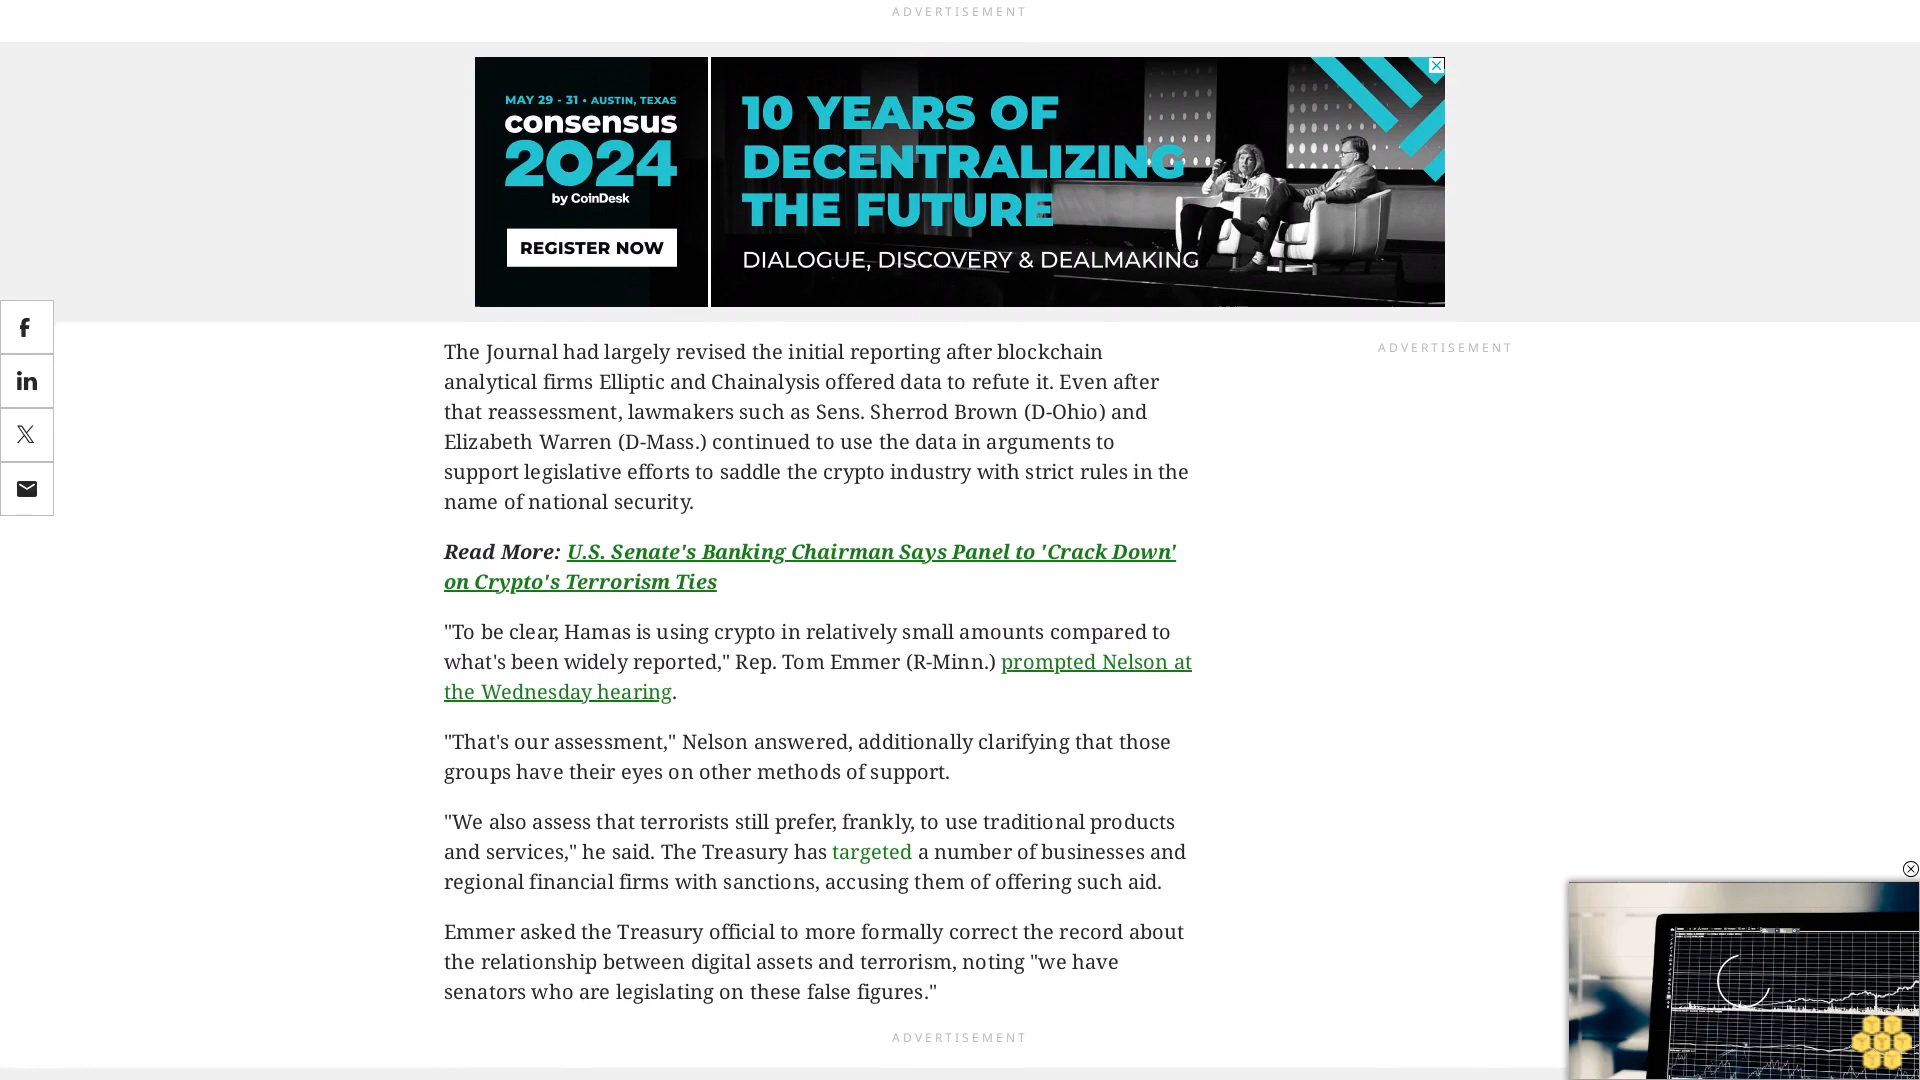 ADVERTISEMENT
MAY 29 - 31 • AUSTIN, TEXAS
consensus
2024
by CoinDesk
REGISTER NOW
10 YEARS OF
DECENTRALIZING
THE FUTURE
DIALOGUE, DISCOVERY & DEALMAKING
ADVERTISEMENT
The Journal had largely revised the initial reporting after blockchain
analytical firms Elliptic and Chainalysis offered data to refute it. Even after
that reassessment, lawmakers such as Sens. Sherrod Brown (D-Ohio) and
Elizabeth Warren (D-Mass.) continued to use the data in arguments to
support legislative efforts to saddle the crypto industry with strict rules in the
name of national security.
Read More: U.S. Senate's Banking Chairman Says Panel to 'Crack Down'
on Crypto's Terrorism Ties
"To be clear, Hamas is using crypto in relatively small amounts compared to
what's been widely reported," Rep. Tom Emmer (R-Minn.) prompted Nelson at
the Wednesday hearing.
"That's our assessment," Nelson answered, additionally clarifying that those
groups have their eyes on other methods of support.
"We also assess that terrorists still prefer, frankly, to use traditional products
and services," he said. The Treasury has targeted a number of businesses and
regional financial firms with sanctions, accusing them of offering such aid.
Emmer asked the Treasury official to more formally correct the record about
the relationship between digital assets and terrorism, noting "we have
senators who are legislating on these false figures."
ADVERTISEMENT